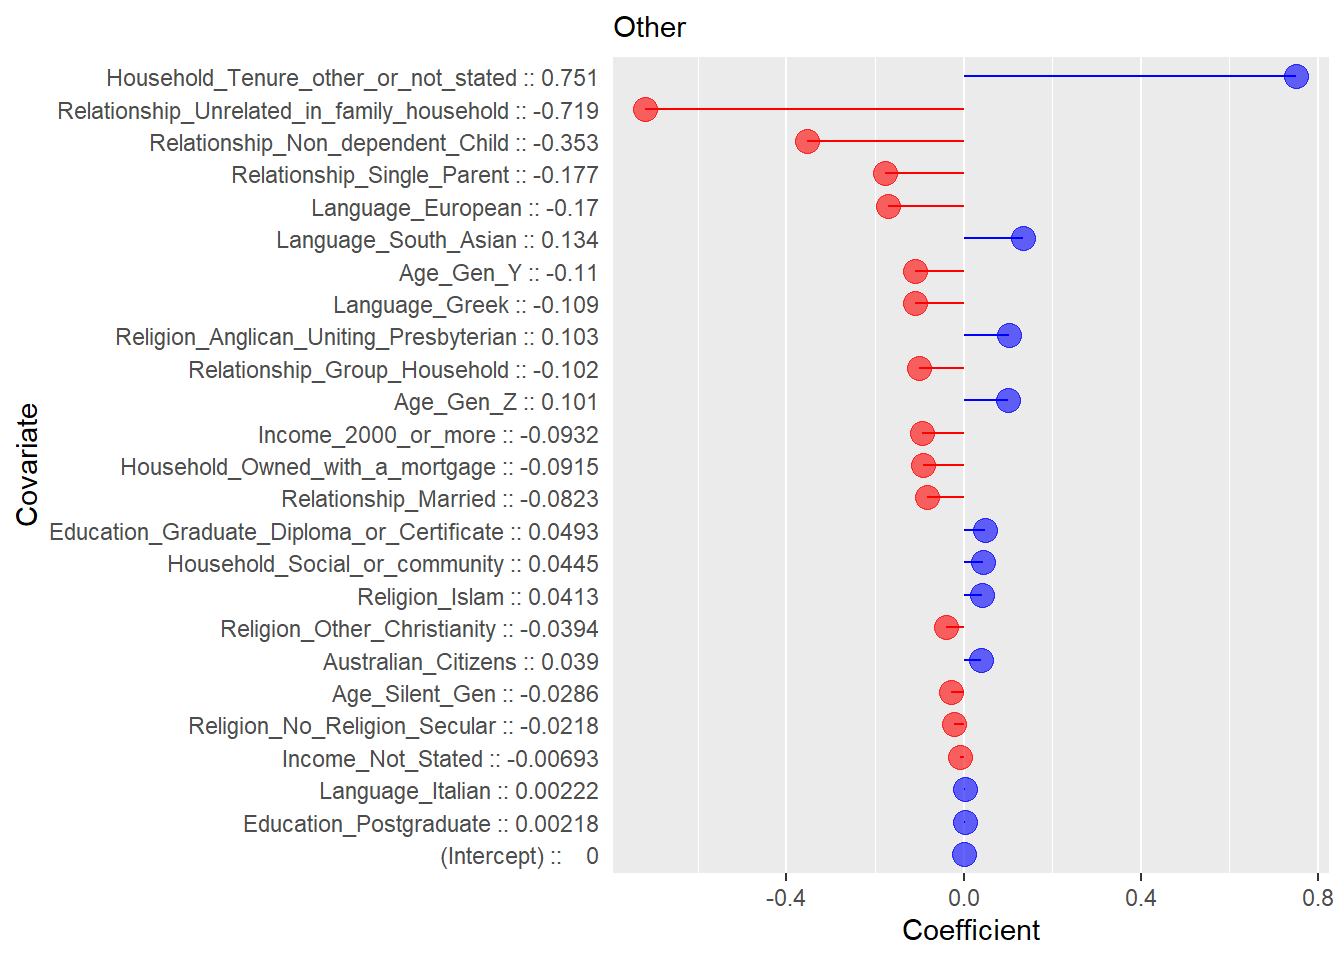 Other
Household_Tenure_other_or_not_stated :: 0.751
Relationship_Unrelated_in_family_household :: -0.719
Relationship_Non_dependent_Child :: -0.353
Relationship_Single_Parent :: -0.177
Language_European :: -0.17
Language_South_Asian :: 0.134
Age_Gen_Y :: -0.11
Language_Greek :: -0.109
Religion_Anglican_Uniting_Presbyterian :: 0.103
Relationship_Group_Household :: -0.102
Age_Gen_Z :: 0.101
Income_2000_or_more :: -0.0932
Household_Owned_with_a_mortgage :: -0.0915
Relationship_Married :: -0.0823
Education_Graduate_Diploma_or_Certificate :: 0.0493
Household_Social_or_community :: 0.0445
Religion_Islam :: 0.0413
Religion_Other_Christianity :: -0.0394
Australian_Citizens :: 0.039
Age_Silent_Gen :: -0.0286
Religion_No_Religion_Secular :: -0.0218
Income_Not_Stated :: -0.00693
Language_Italian :: 0.00222
Education_Postgraduate :: 0.00218
(Intercept) ::    0
Covariate
-0.4 0.0 0.4 0.8
Coefficient